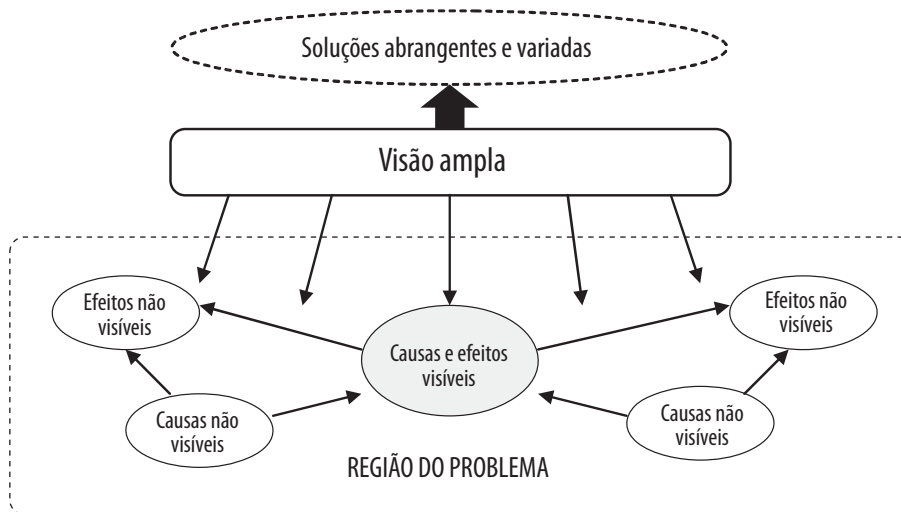 Soluções abrangentes e variadas
Visão ampla
Efeitos não
visíveis
Efeitos não
visíveis
Causas e efeitos
visíveis
Causas não
visíveis
Causas não
visíveis
REGIÃO DO PROBLEMA